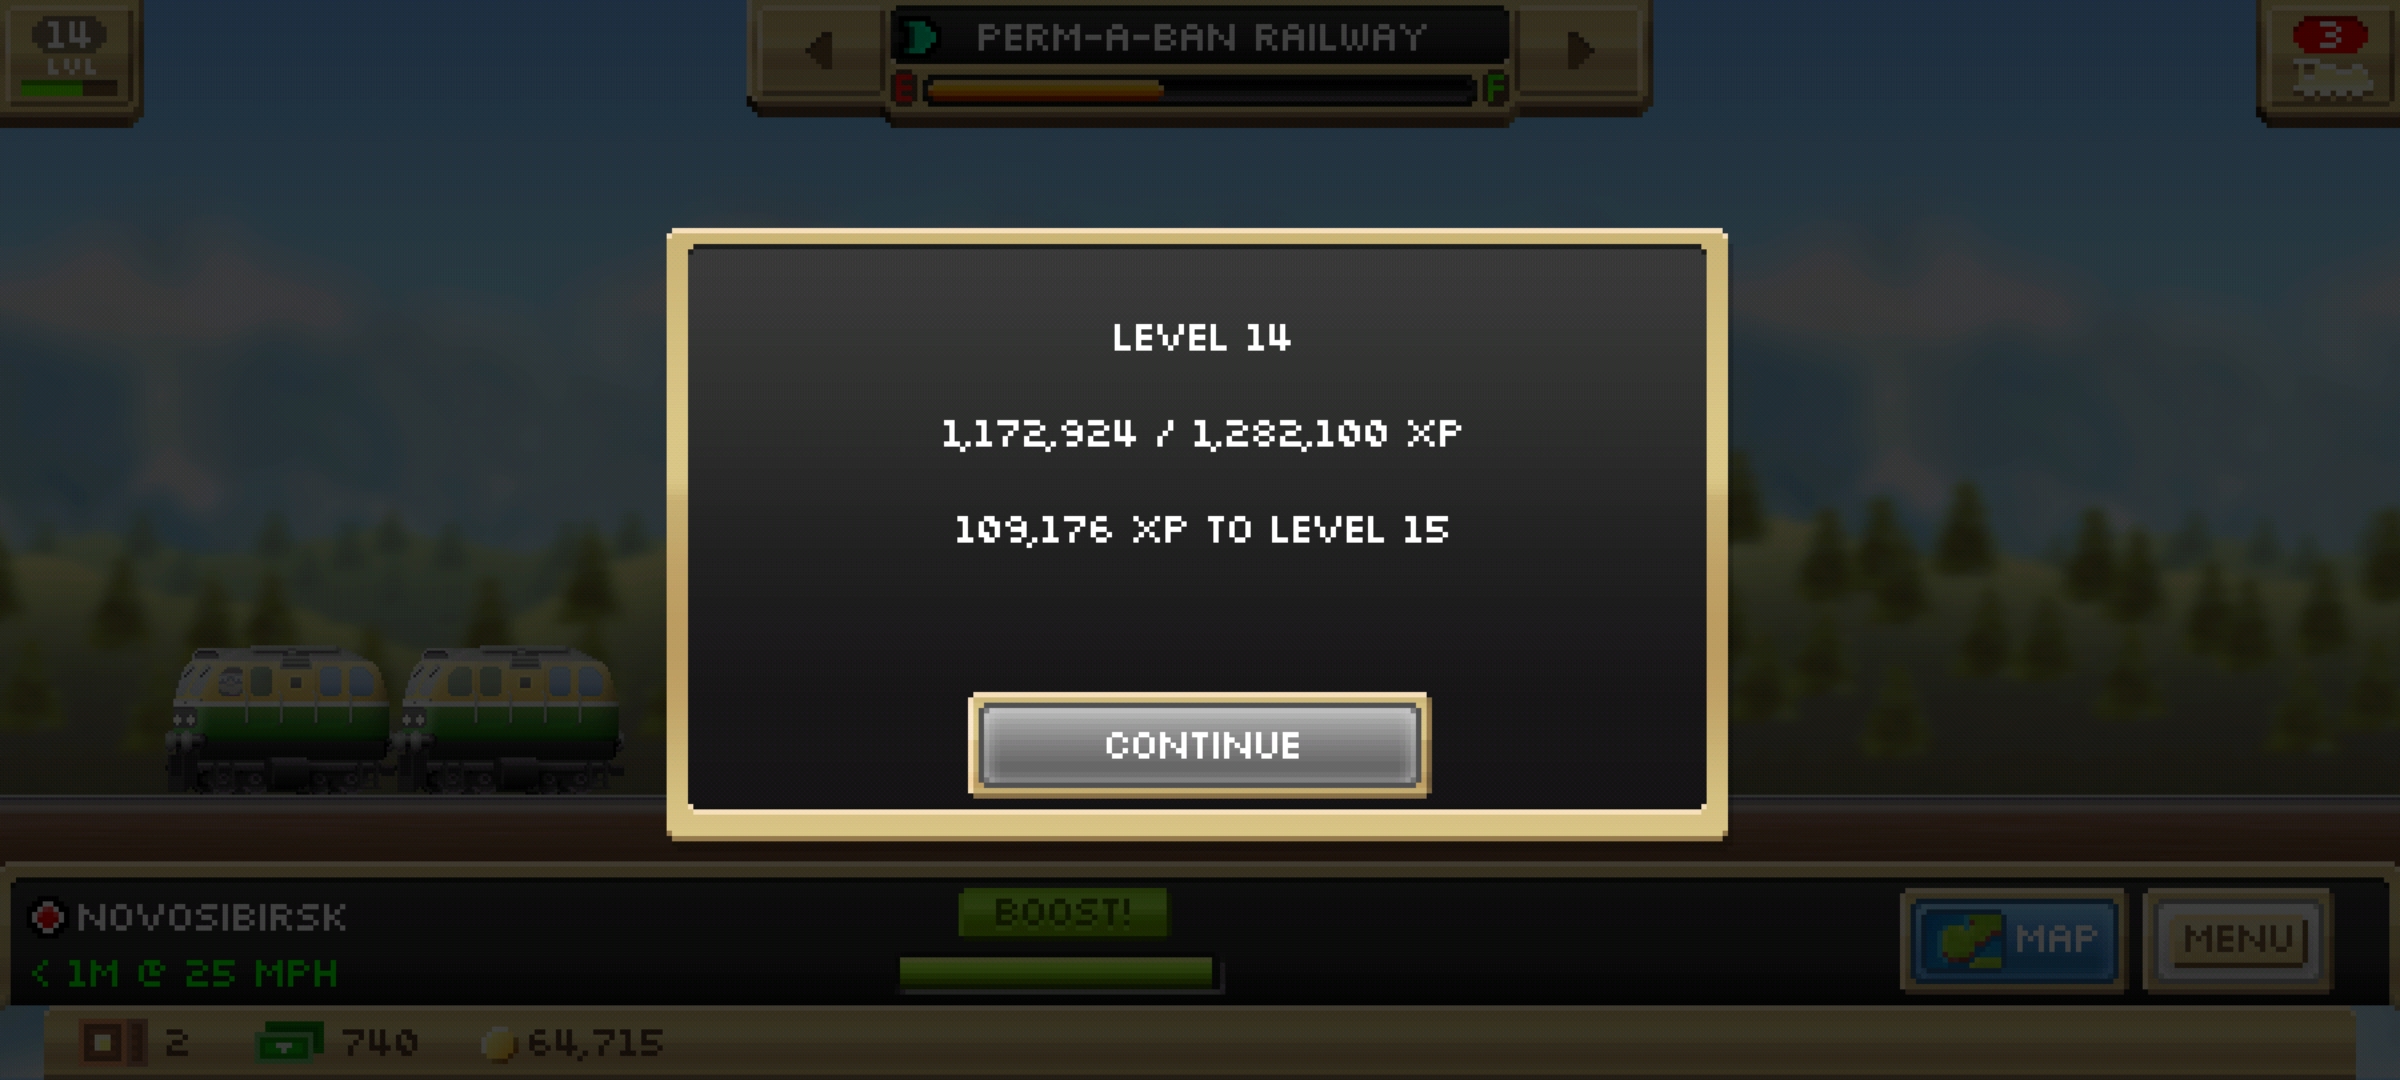 14
LVL
PERM-A-BAN RAILWAY
E F
3
LEVEL 14
1,172,924 / 1,282,100 XP
109,176 XP TO LEVEL 15
CONTINUE
NOVOSIBIRSK
< 1M @ 25 MPH
BOOST!
MAP
MENU
2 740 64,715